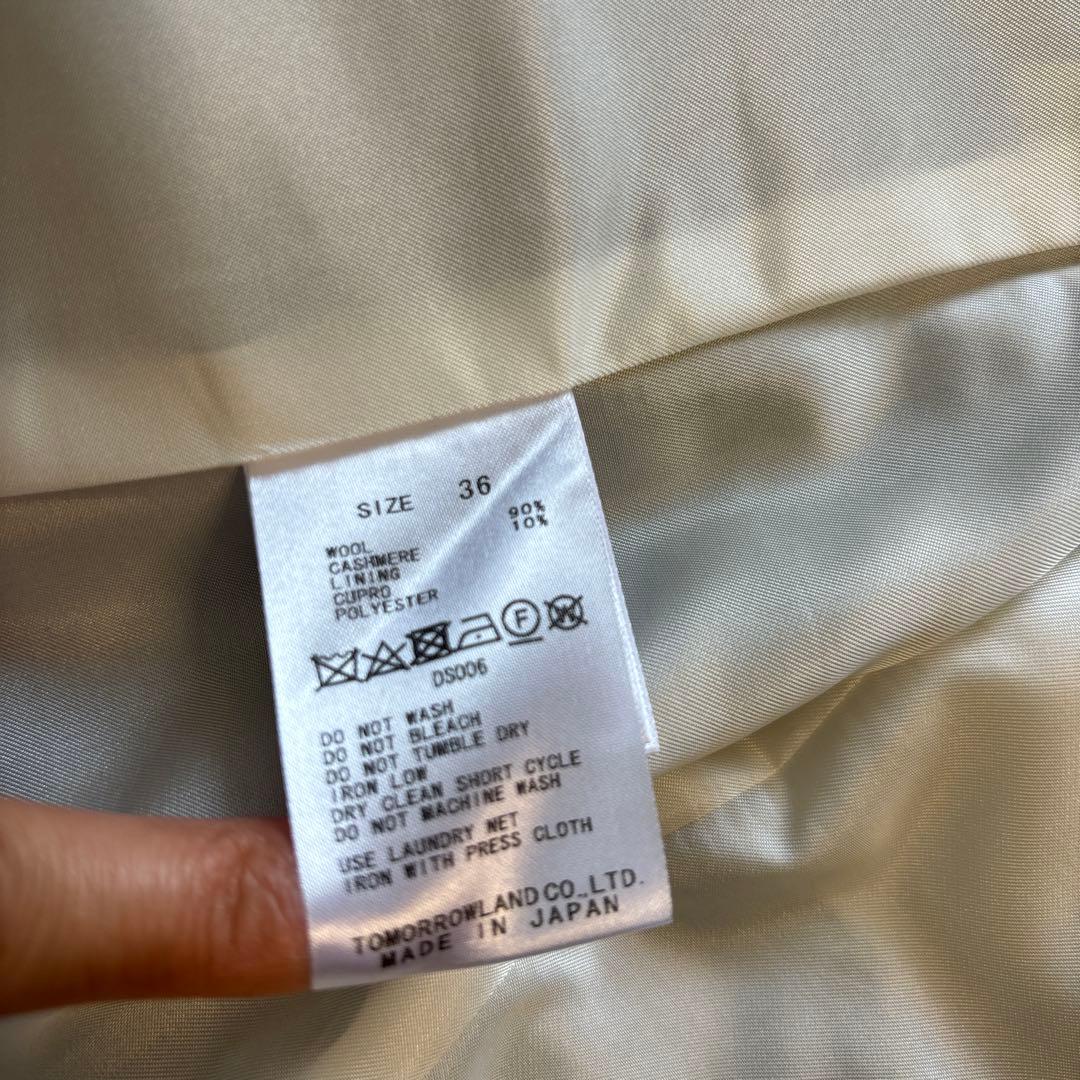 SIZE 36
WOOL 90%
CASHMERE 10%
LINING
CUPRO
POLYESTER
F W
DS006
DO NOT WASH
DO NOT BLEACH
DO NOT TUMBLE DRY
IRON LOW
DRY CLEAN SHORT CYCLE
DO NOT MACHINE WASH
USE LAUNDRY NET
IRON WITH PRESS CLOTH
TOMORROWLAND CO.,LTD.
MADE IN JAPAN